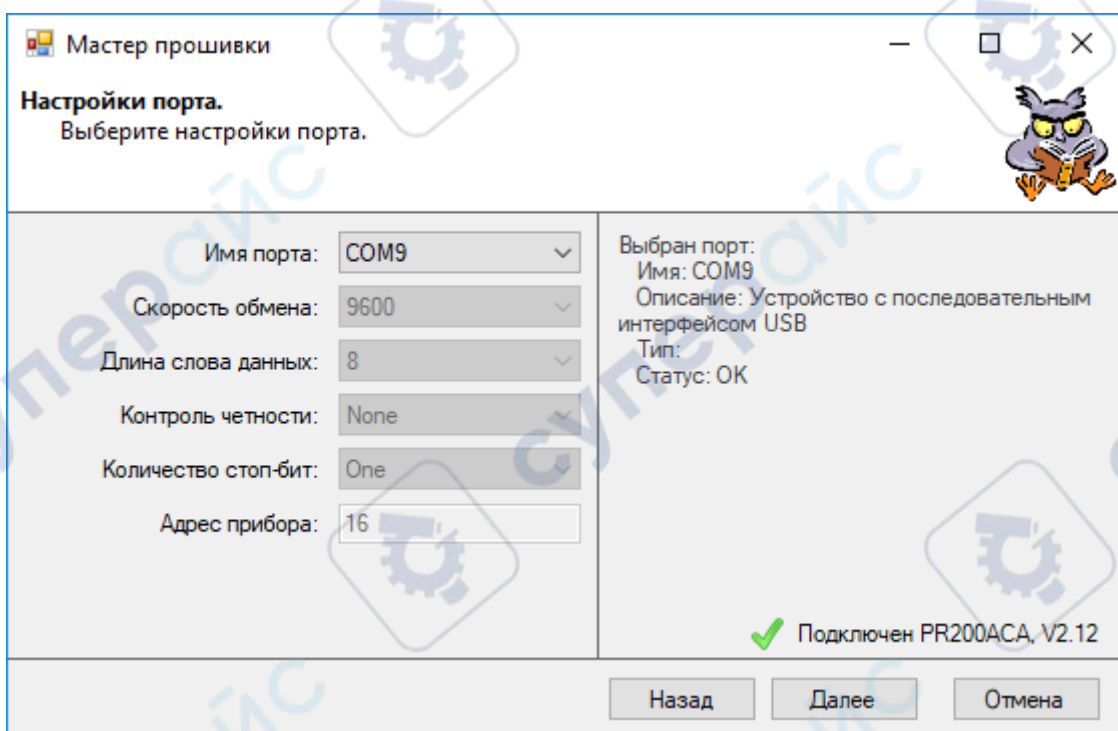 Мастер прошивки
Настройки порта.
Выберите настройки порта.
Имя порта: COM9
Скорость обмена: 9600
Длина слова данных: 8
Контроль четности: None
Количество стоп-бит: One
Адрес прибора: 16
Выбран порт:
Имя: COM9
Описание: Устройство с последовательным
интерфейсом USB
Тип:
Статус: OK
Подключен PR200ACA, V2.12
Назад Далее Отмена
суперайс